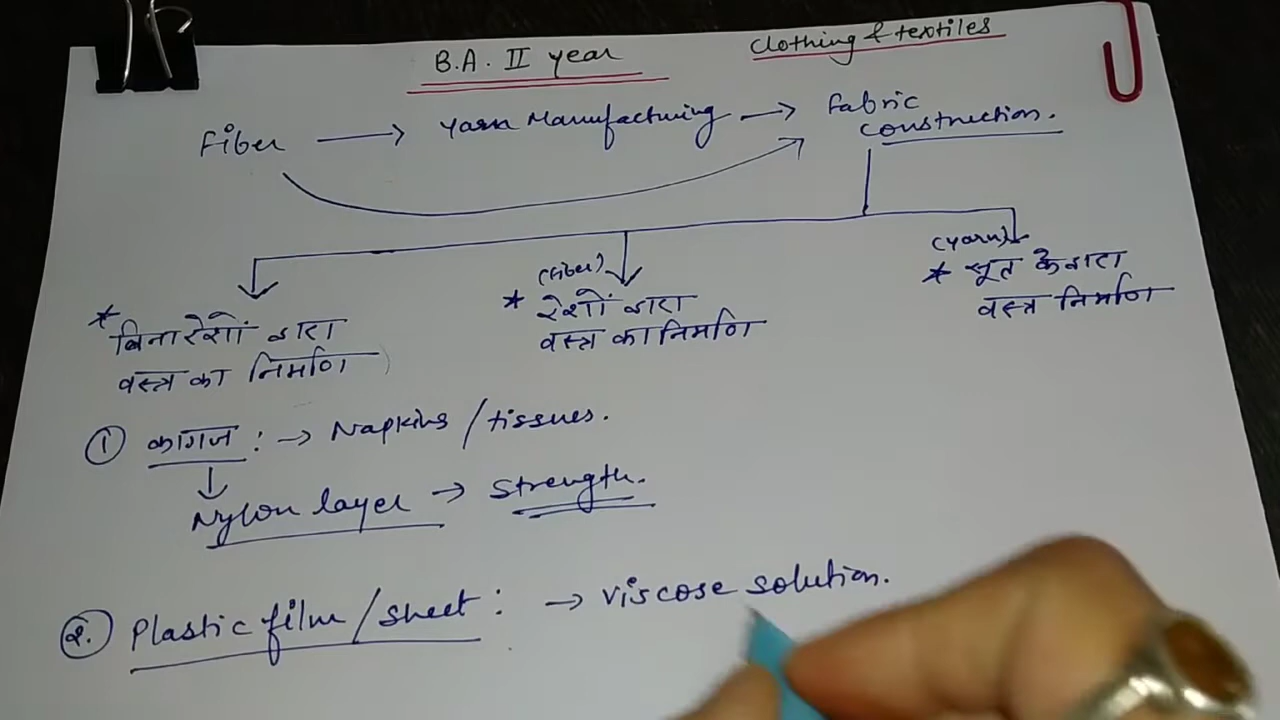 B.A. II year
Clothing & textiles
Fiber → Yarn Manufacturing → Fabric
construction.
* बिना रेशों द्वारा
वस्त्र का निर्माण
(Fiber)
* रेशों द्वारा
वस्त्र का निर्माण
(Yarn)
* सूत के द्वारा
वस्त्र निर्माण
① कागज :→ Napkins / tissues.
↓
Nylon layer → Strength.
②. Plastic film / sheet : → viscose solution.